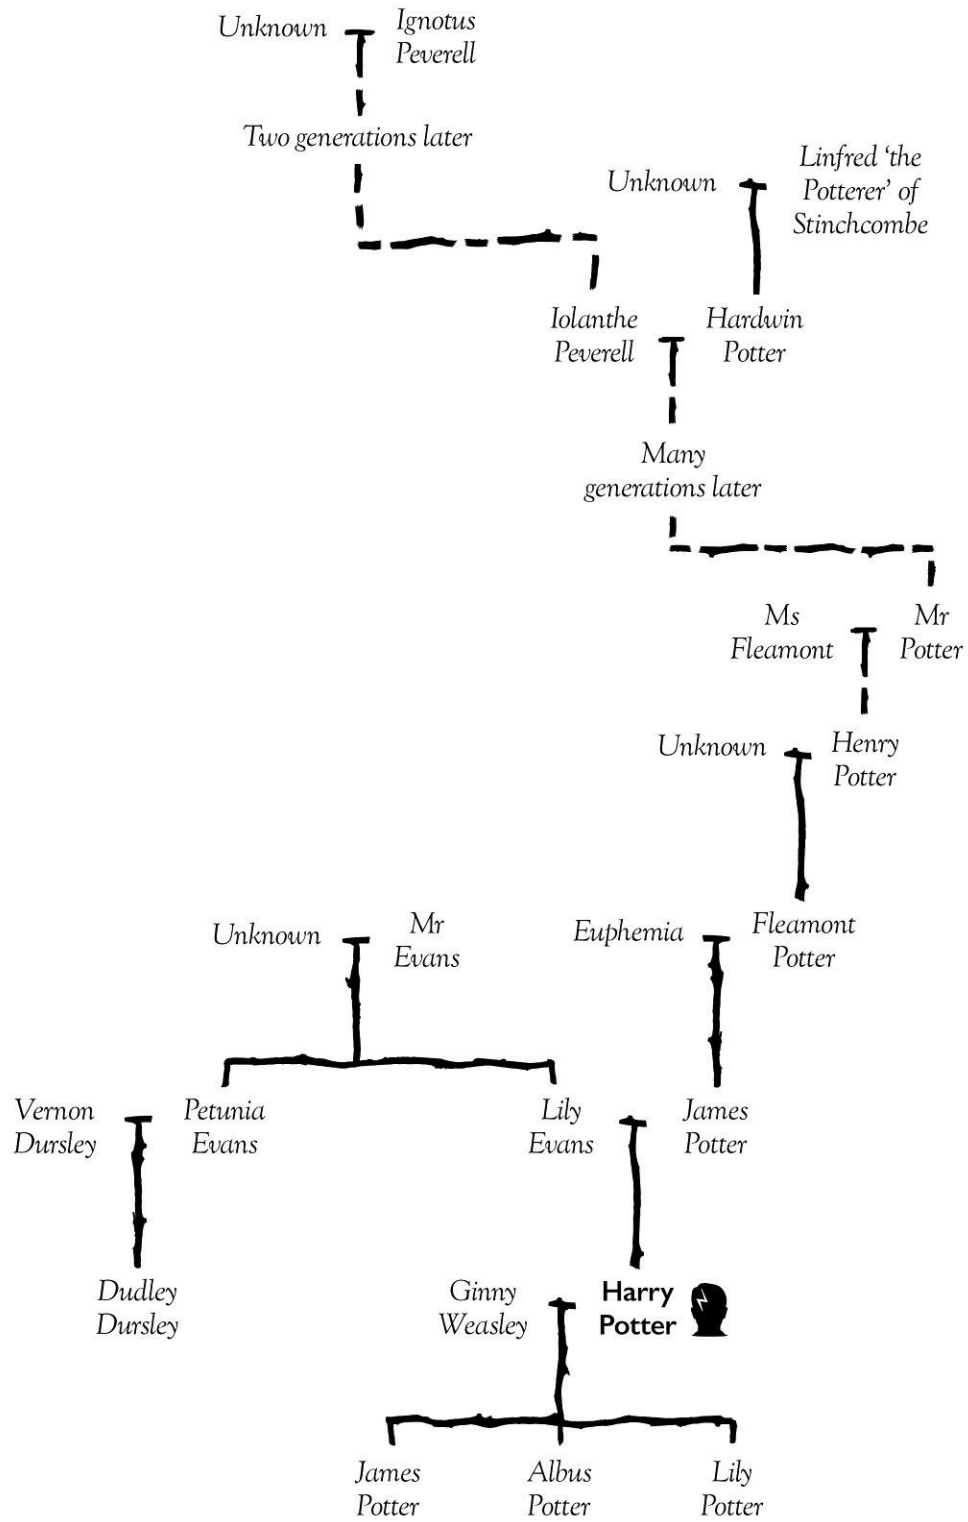 Unknown
Ignotus
Peverell
Two generations later
Unknown
Linfred ‘the
Potterer’ of
Stinchcombe
Iolanthe
Peverell
Hardwin
Potter
Many
generations later
Ms
Fleamont
Mr
Potter
Unknown
Henry
Potter
Unknown
Mr
Evans
Euphemia
Fleamont
Potter
Vernon
Dursley
Petunia
Evans
Lily
Evans
James
Potter
Dudley
Dursley
Ginny
Weasley
Harry
Potter
James
Potter
Albus
Potter
Lily
Potter